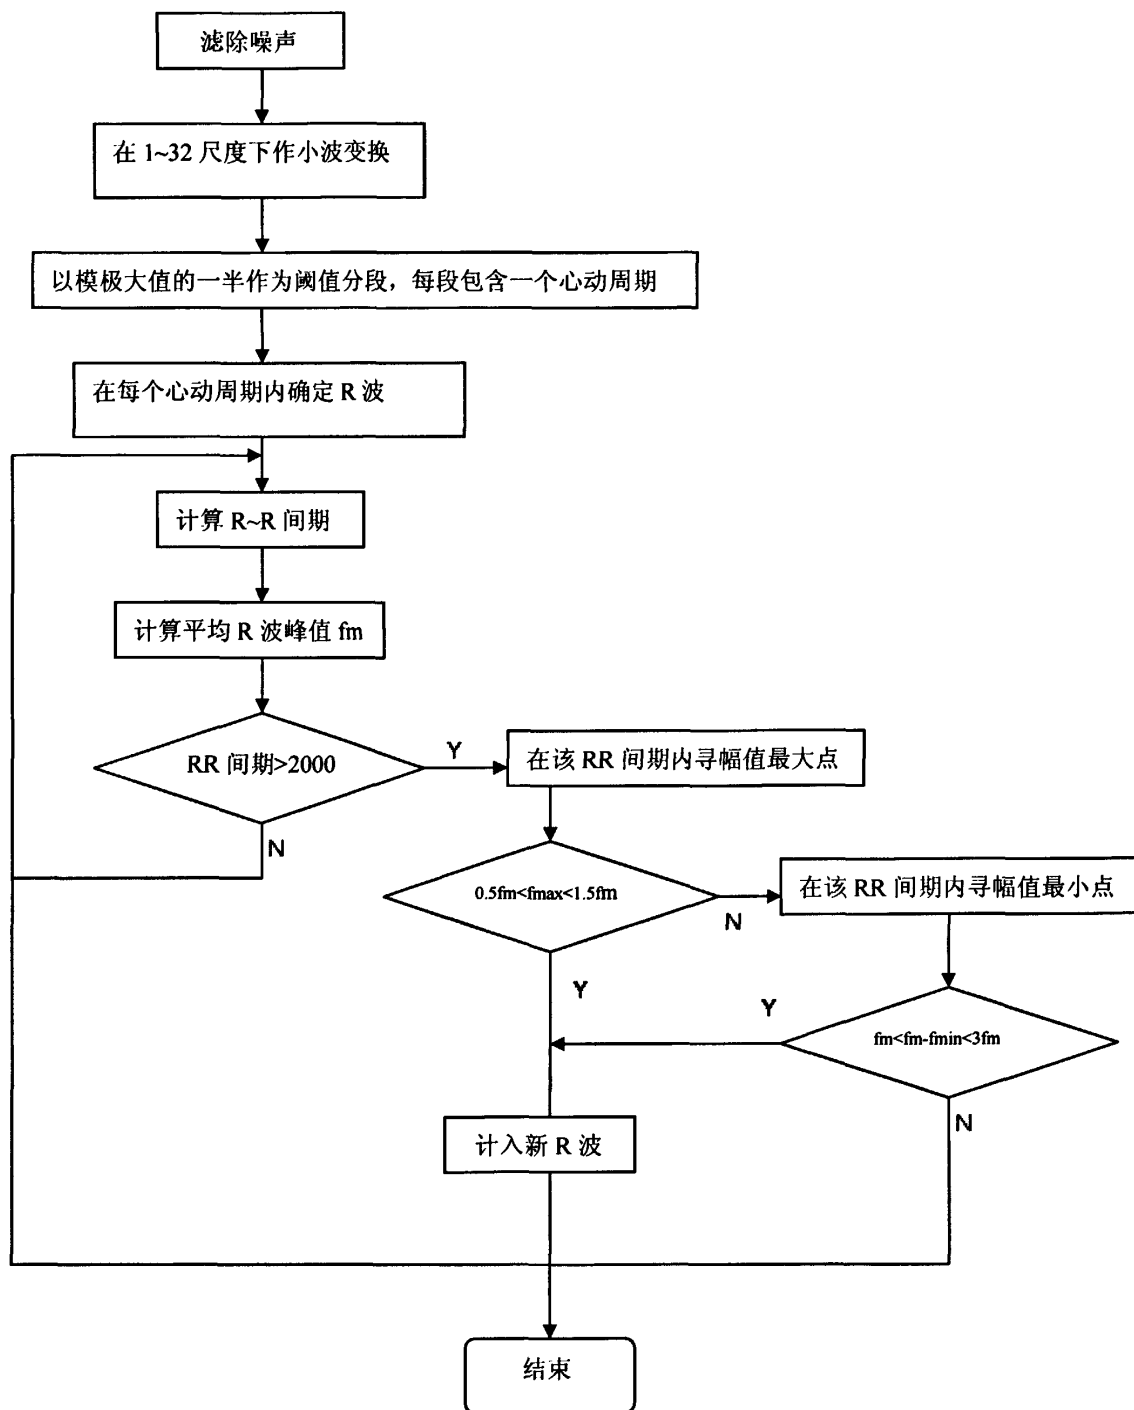 滤除噪声
在 1~32 尺度下作小波变换
以模极大值的一半作为阈值分段，每段包含一个心动周期
在每个心动周期内确定 R 波
计算 R~R 间期
计算平均 R 波峰值 fm
RR 间期>2000
Y
在该 RR 间期内寻幅值最大点
N
0.5fm<fmax<1.5fm
N
在该 RR 间期内寻幅值最小点
Y
Y
fm<fm-fmin<3fm
N
计入新 R 波
结束